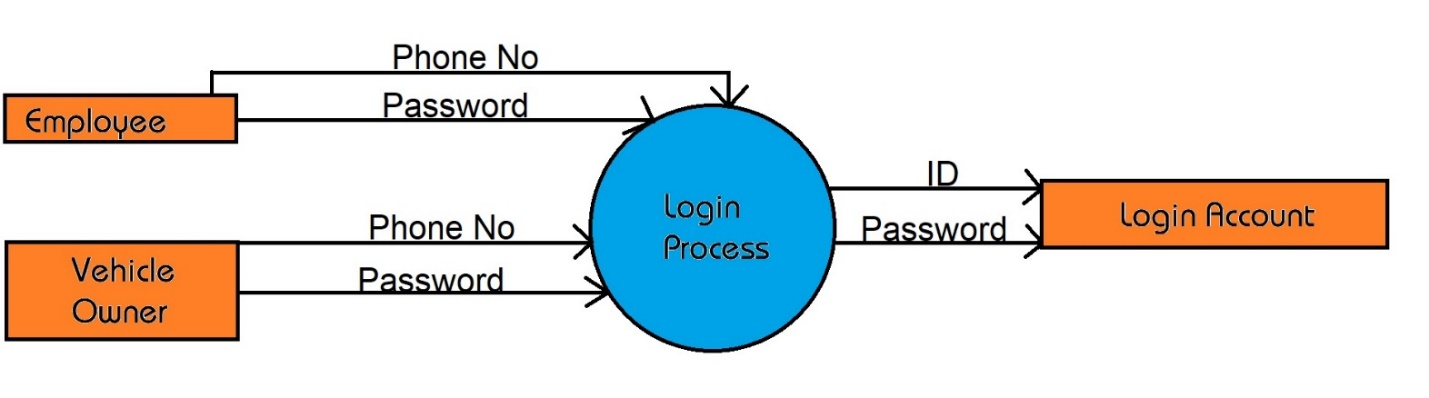 Phone No
Employee
Password
Phone No
Vehicle
Owner
Password
Login
Process
ID
Password
Login Account